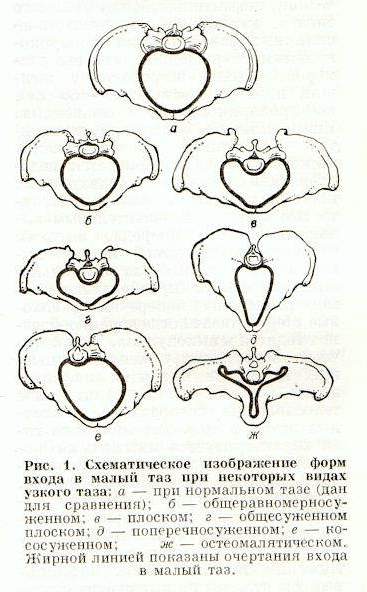 а
б
в
г
д
е
ж
Рис. 1. Схематическое изображение форм
входа в малый таз при некоторых видах
узкого таза: а — при нормальном тазе (дан
для сравнения); б — общеравномерносу-
женном; в — плоском; г — общесуженном
плоском; д — поперечносуженном; е — ко-
сосуженном; ж — остеомалятическом.
Жирной линией показаны очертания входа
в малый таз.